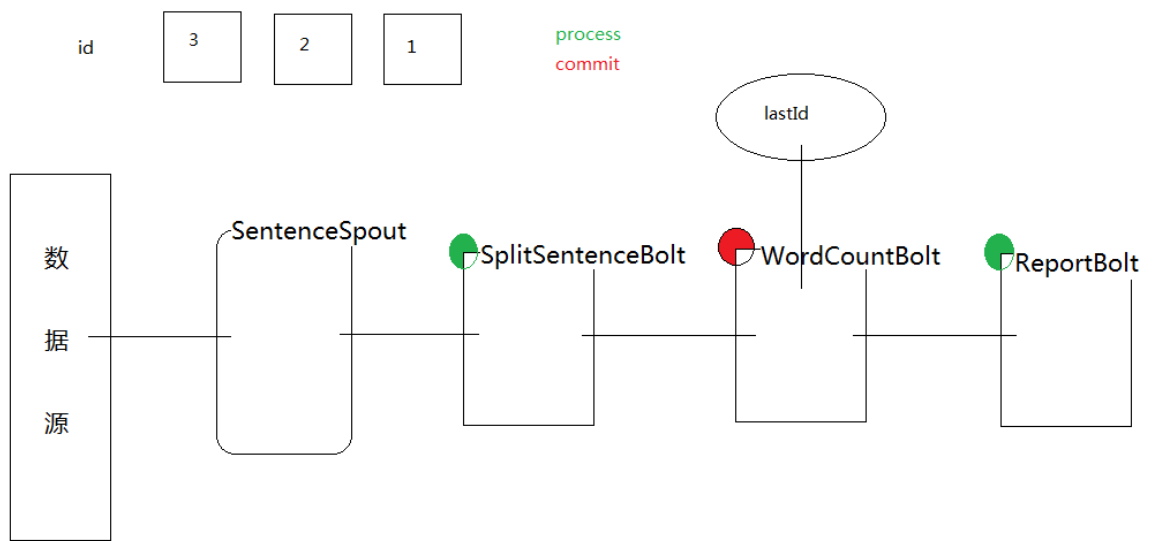 id
3
2
1
process
commit
lastId
数
据
源
SentenceSpout
SplitSentenceBolt
WordCountBolt
ReportBolt